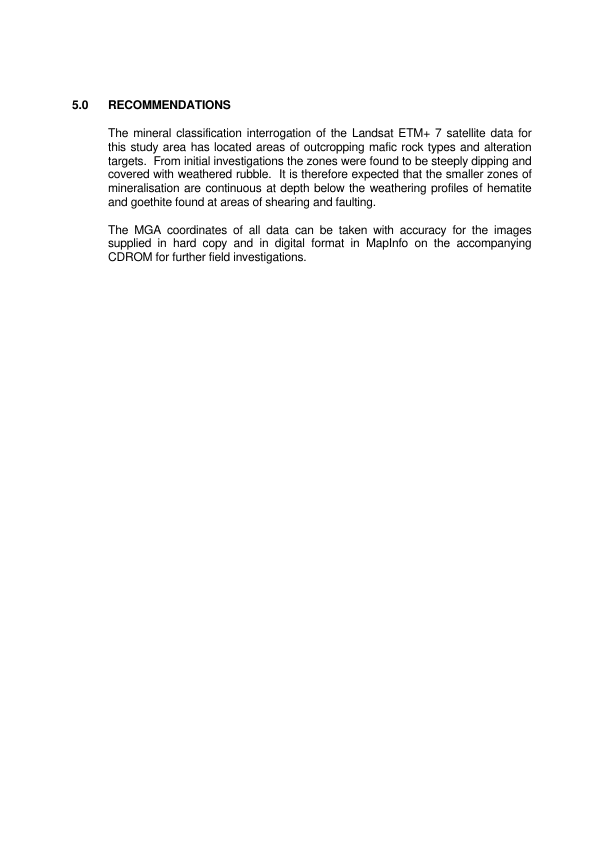 5.0 RECOMMENDATIONS
The mineral classification interrogation of the Landsat ETM+ 7 satellite data for
this study area has located areas of outcropping mafic rock types and alteration
targets. From initial investigations the zones were found to be steeply dipping and
covered with weathered rubble. It is therefore expected that the smaller zones of
mineralisation are continuous at depth below the weathering profiles of hematite
and goethite found at areas of shearing and faulting.
The MGA coordinates of all data can be taken with accuracy for the images
supplied in hard copy and in digital format in MapInfo on the accompanying
CDROM for further field investigations.